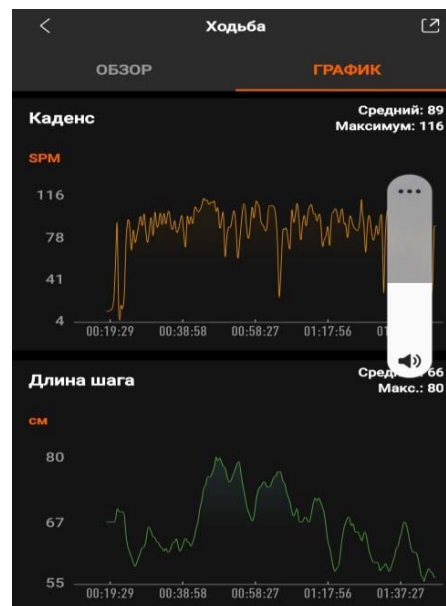 Ходьба
ОБЗОР ГРАФИК
Каденс
Средний: 89
Максимум: 116
SPM
116
78
41
4
00:19:29 00:38:58 00:58:27 01:17:56
Длина шага
66
Макс.: 80
см
80
67
55
00:19:29 00:38:58 00:58:27 01:17:56 01:37:27